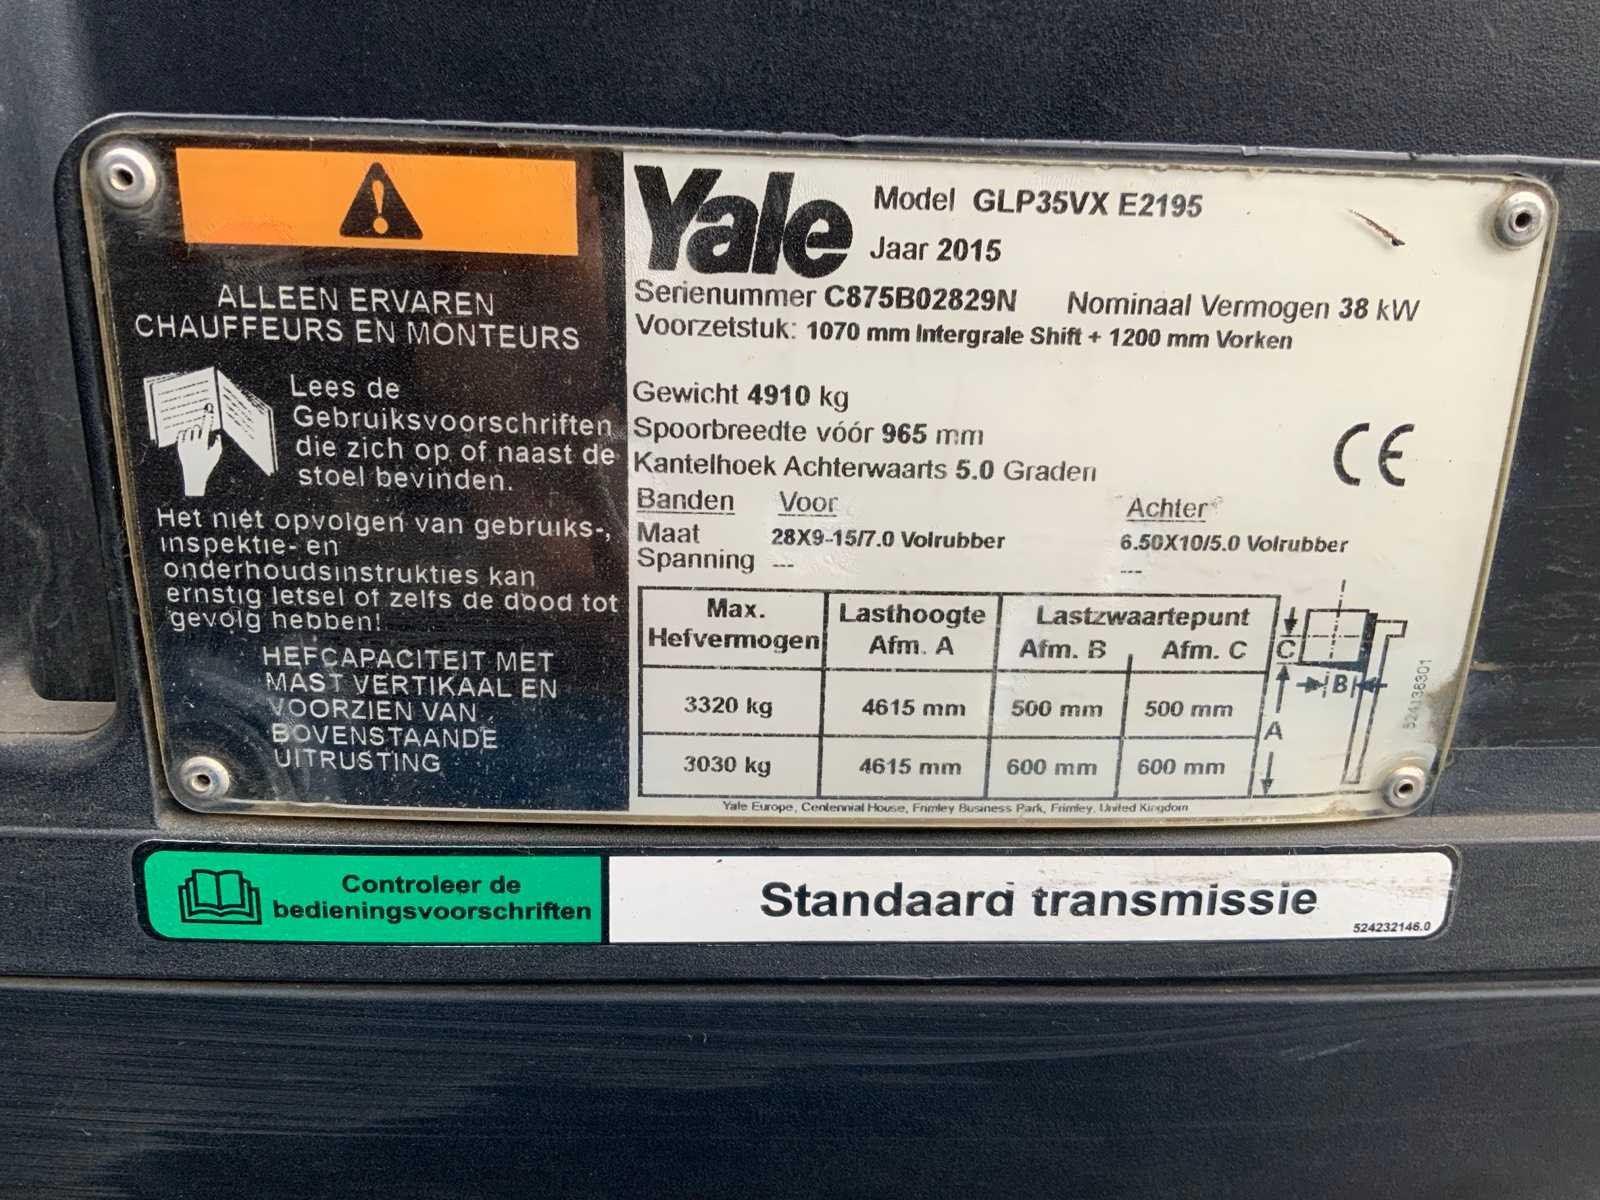 ALLEEN ERVAREN
CHAUFFEURS EN MONTEURS
Lees de
Gebruiksvoorschriften
die zich op of naast de
stoel bevinden.
Het niet opvolgen van gebruiks-,
inspektie- en
onderhoudsinstrukties kan
ernstig letsel of zelfs de dood tot
gevolg hebben!
HEFCAPACITEIT MET
MAST VERTIKAAL EN
VOORZIEN VAN
BOVENSTAANDE
UITRUSTING
Yale
Model GLP35VX E2195
Jaar 2015
Serienummer C875B02829N Nominaal Vermogen 38 kW
Voorzetstuk: 1070 mm Intergrale Shift + 1200 mm Vorken
Gewicht 4910 kg
Spoorbreedte vóór 965 mm
Kantelhoek Achterwaarts 5.0 Graden
CE
Banden Voor Achter
Maat 28X9-15/7.0 Volrubber 6.50X10/5.0 Volrubber
Spanning --- ---
Max. Hefvermogen Lasthoogte Afm. A Lastzwaartepunt Afm. B Afm. C
3320 kg 4615 mm 500 mm 500 mm
3030 kg 4615 mm 600 mm 600 mm
C
B
A
524138301
Yale Europe, Centennial House, Frimley Business Park, Frimley, United Kingdom
Controleer de
bedieningsvoorschriften
Standaard transmissie
524232146.0